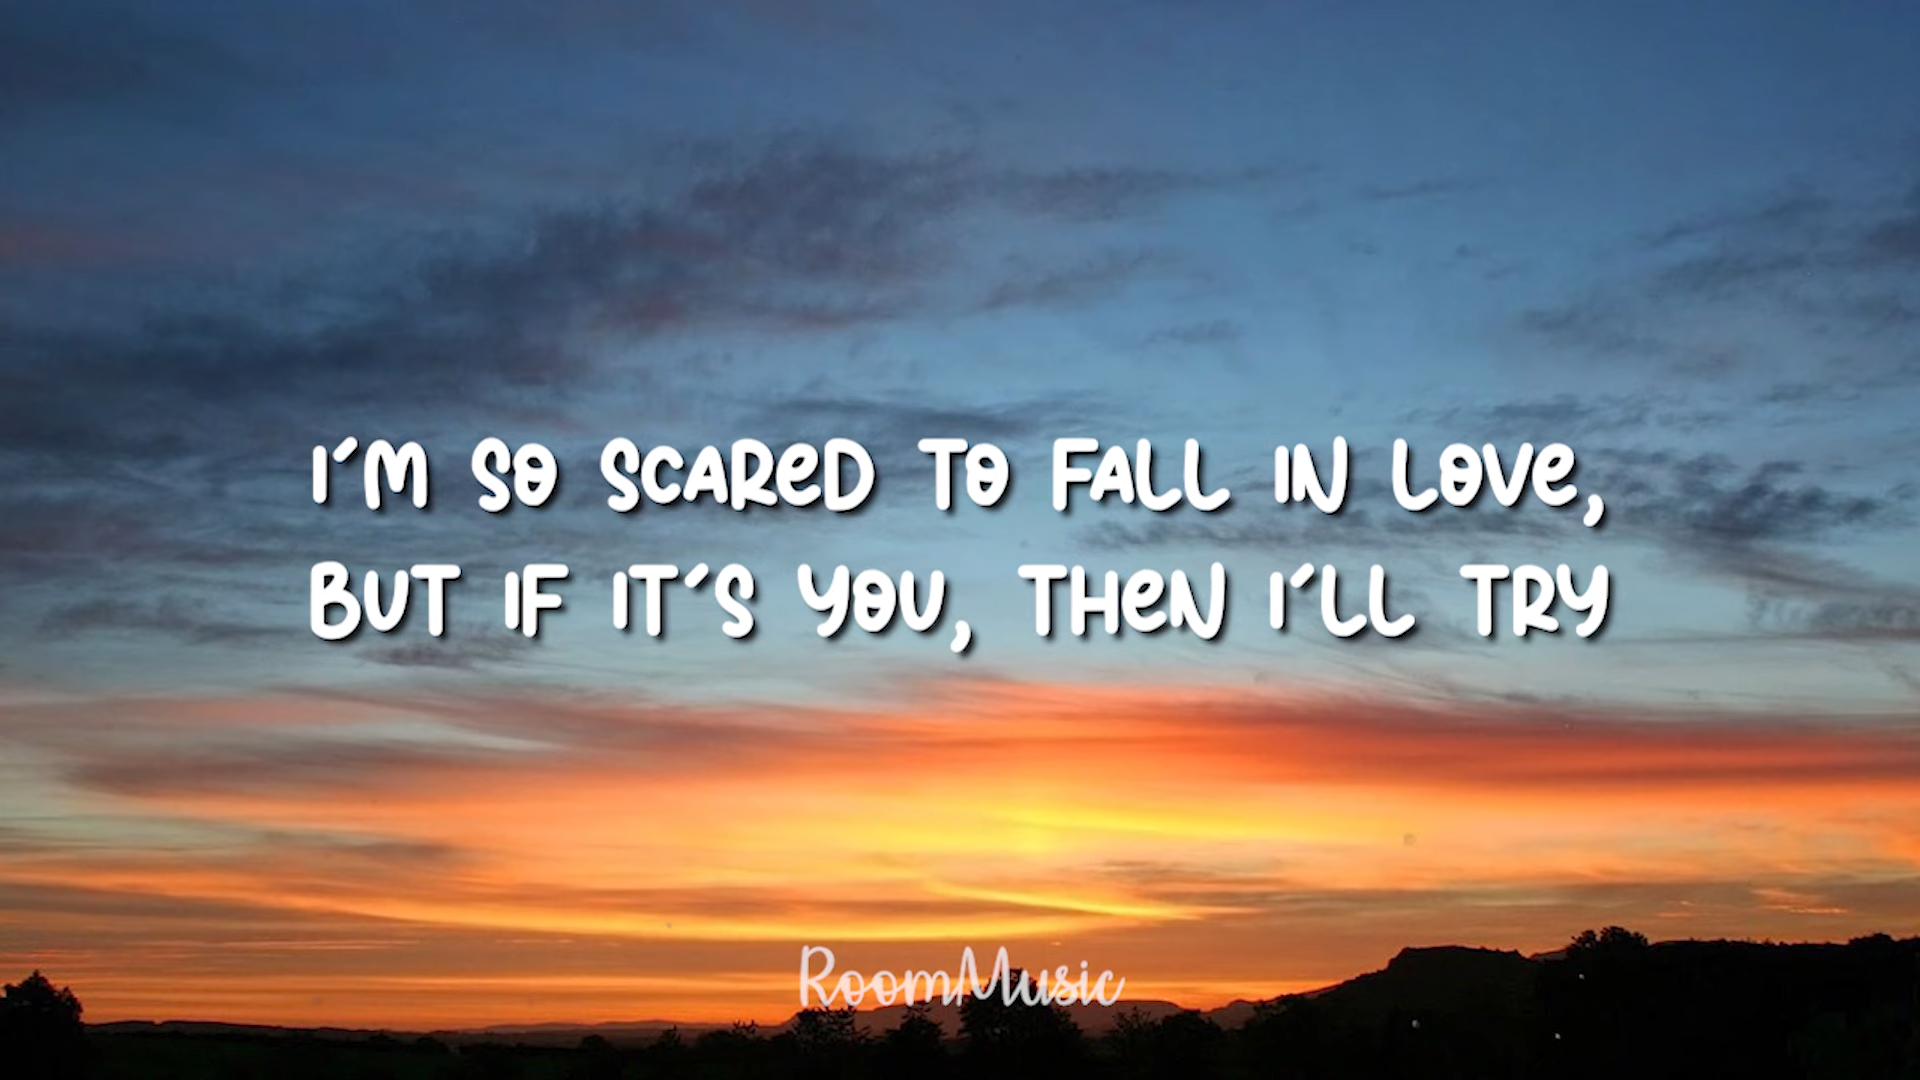 I'M SO SCARED TO FALL IN LOVE,
BUT IF IT'S YOU, THEN I'LL TRY
RoomMusic